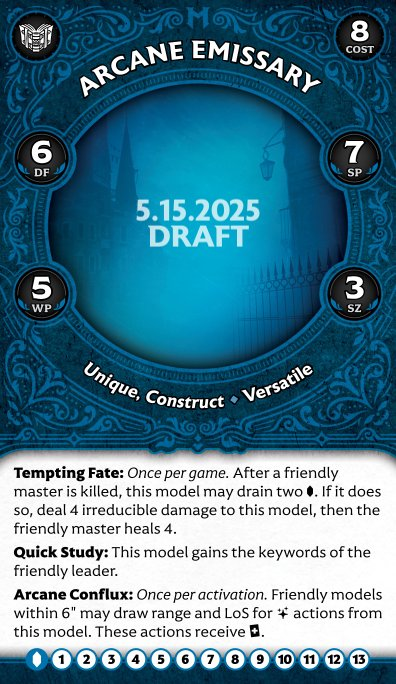 8
COST
ARCANE EMISSARY
6
DF
7
SP
5.15.2025
DRAFT
5
WP
3
SZ
Unique, Construct ⬥ Versatile
Tempting Fate: Once per game. After a friendly
master is killed, this model may drain two ⬮. If it does
so, deal 4 irreducible damage to this model, then the
friendly master heals 4.
Quick Study: This model gains the keywords of the
friendly leader.
Arcane Conflux: Once per activation. Friendly models
within 6" may draw range and LoS for ✨ actions from
this model. These actions receive 🃏.
1 2 3 4 5 6 7 8 9 10 11 12 13